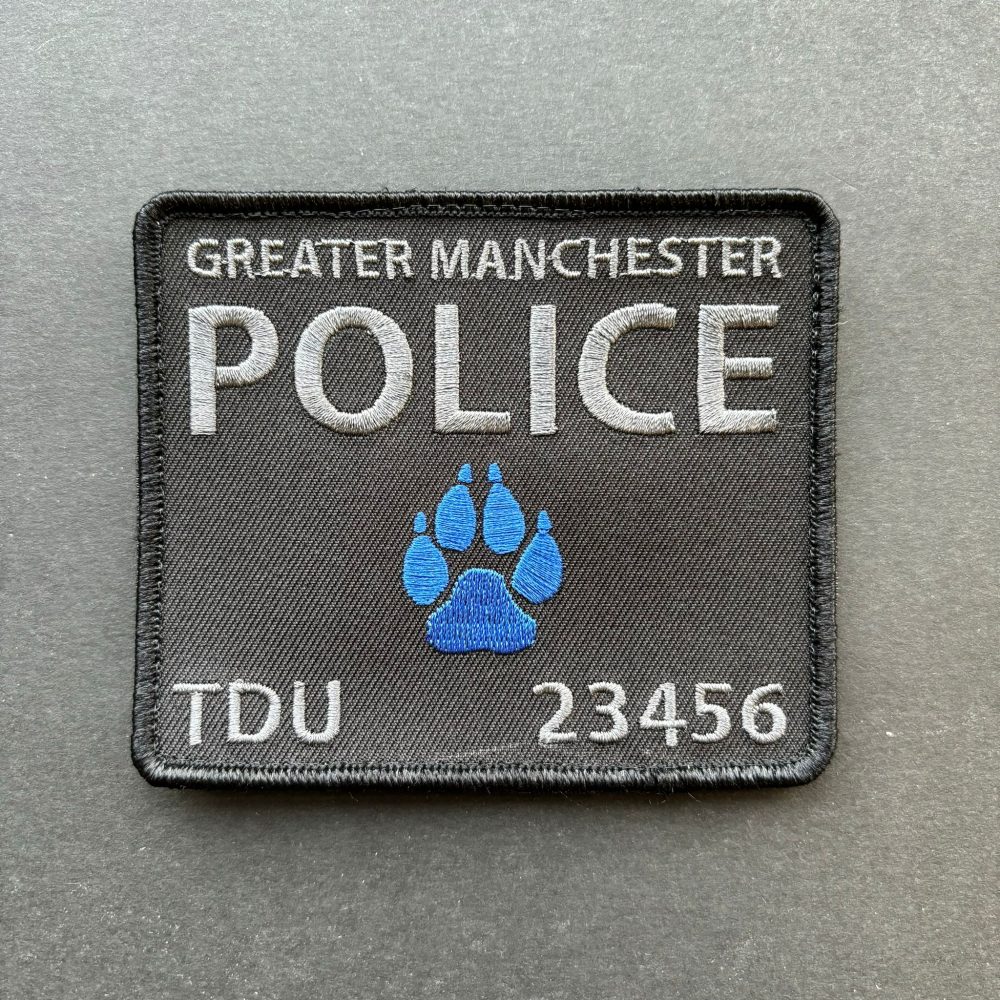 GREATER MANCHESTER
POLICE
TDU 23456